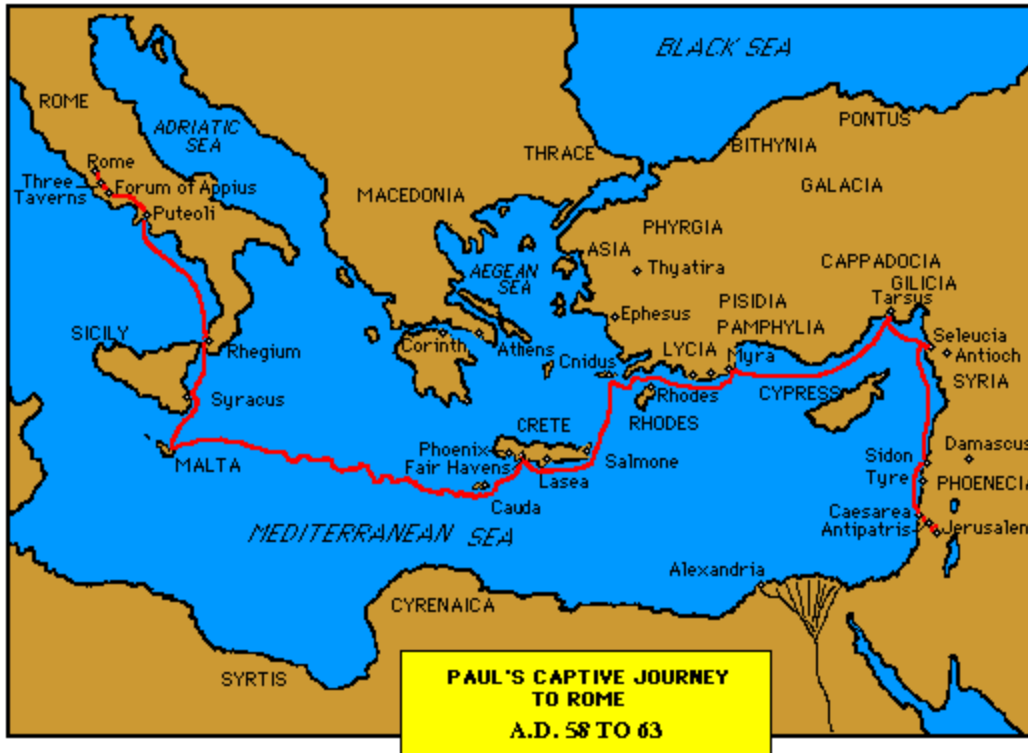 BLACK SEA
ROME
ADRIATIC
SEA
PONTUS
BITHYNIA
THRACE
Rome
Three
Taverns
Forum of Appius
MACEDONIA
GALACIA
Puteoli
PHYRGIA
ASIA
Thyatira
AEGEAN
SEA
CAPPADOCIA
GILICIA
Tarsus
PISIDIA
PAMPHYLIA
Ephesus
SICILY
Rhegium
Corinth
Athens
Cnidus
LYCIA
Myra
Seleucia
Antioch
SYRIA
CYPRESS
Rhodes
RHODES
Syracus
CRETE
Phoenix
Fair Havens
Lasea
Salmone
MALTA
Cauda
Damascus
Sidon
Tyre
PHOENECIA
Caesarea
Antipatris
Jerusalem
MEDITERRANEAN SEA
Alexandria
CYRENAICA
SYRTIS
PAUL'S CAPTIVE JOURNEY
TO ROME
A.D. 58 TO 63